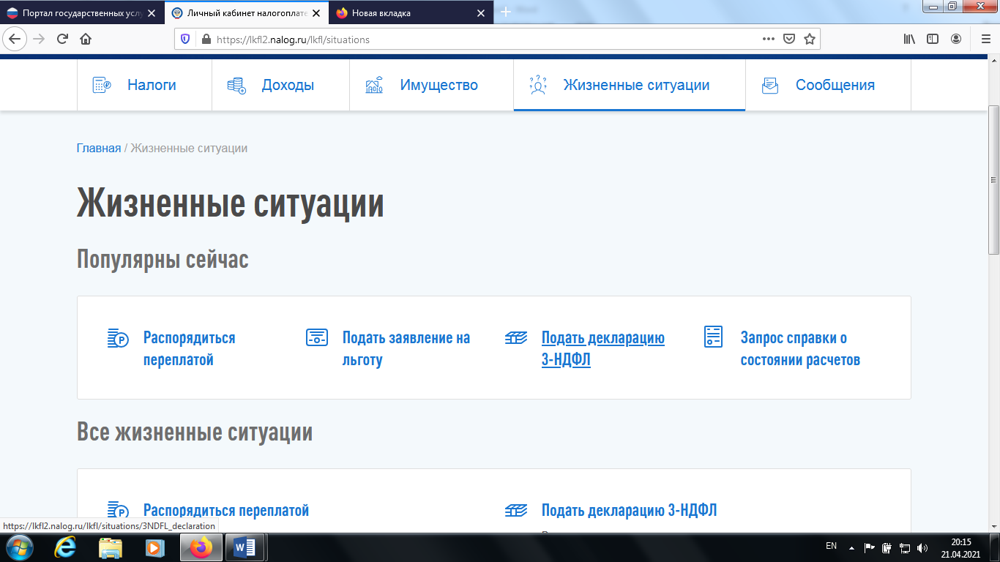 Портал государственных услу
Личный кабинет налогоплате
Новая вкладка
https://lkfl2.nalog.ru/lkfl/situations
Налоги
Доходы
Имущество
Жизненные ситуации
Сообщения
Главная / Жизненные ситуации
Жизненные ситуации
Популярны сейчас
Распорядиться
переплатой
Подать заявление на
льготу
Подать декларацию
3-НДФЛ
Запрос справки о
состоянии расчетов
Все жизненные ситуации
Распорядиться переплатой
Подать декларацию 3-НДФЛ
https://lkfl2.nalog.ru/lkfl/situations/3NDFL_declaration
EN
20:15
21.04.2021